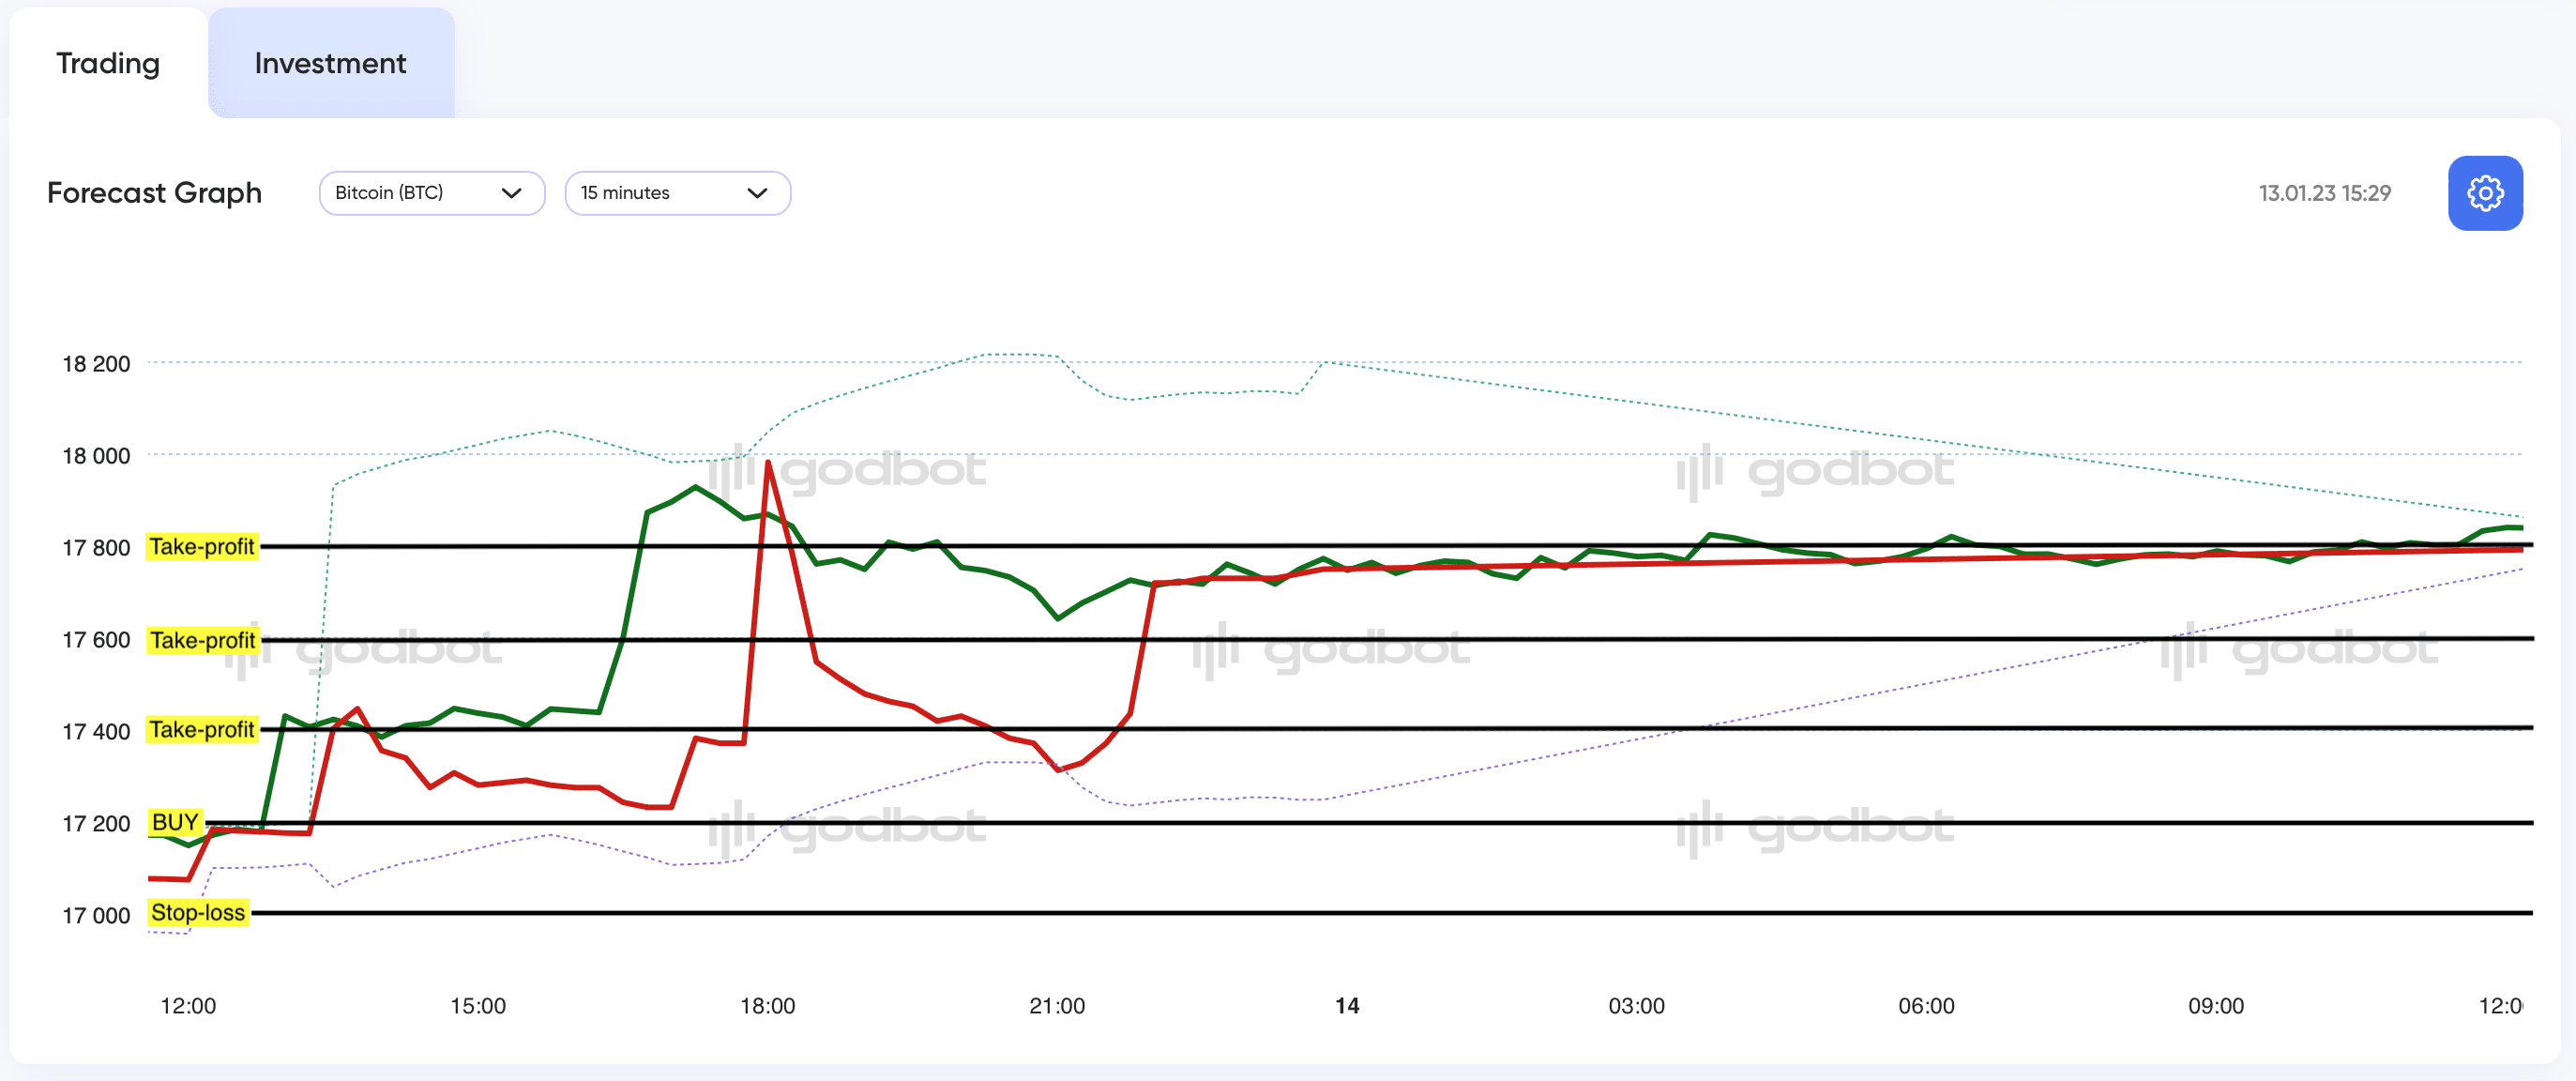 Trading
Investment
Forecast Graph
Bitcoin (BTC)
15 minutes
13.01.23 15:29
18 200
18 000
godbot
godbot
17 800
Take-profit
17 600
Take-profit
godbot
godbot
godbot
17 400
Take-profit
17 200
BUY
godbot
godbot
17 000
Stop-loss
12:00
15:00
18:00
21:00
14
03:00
06:00
09:00
12:0